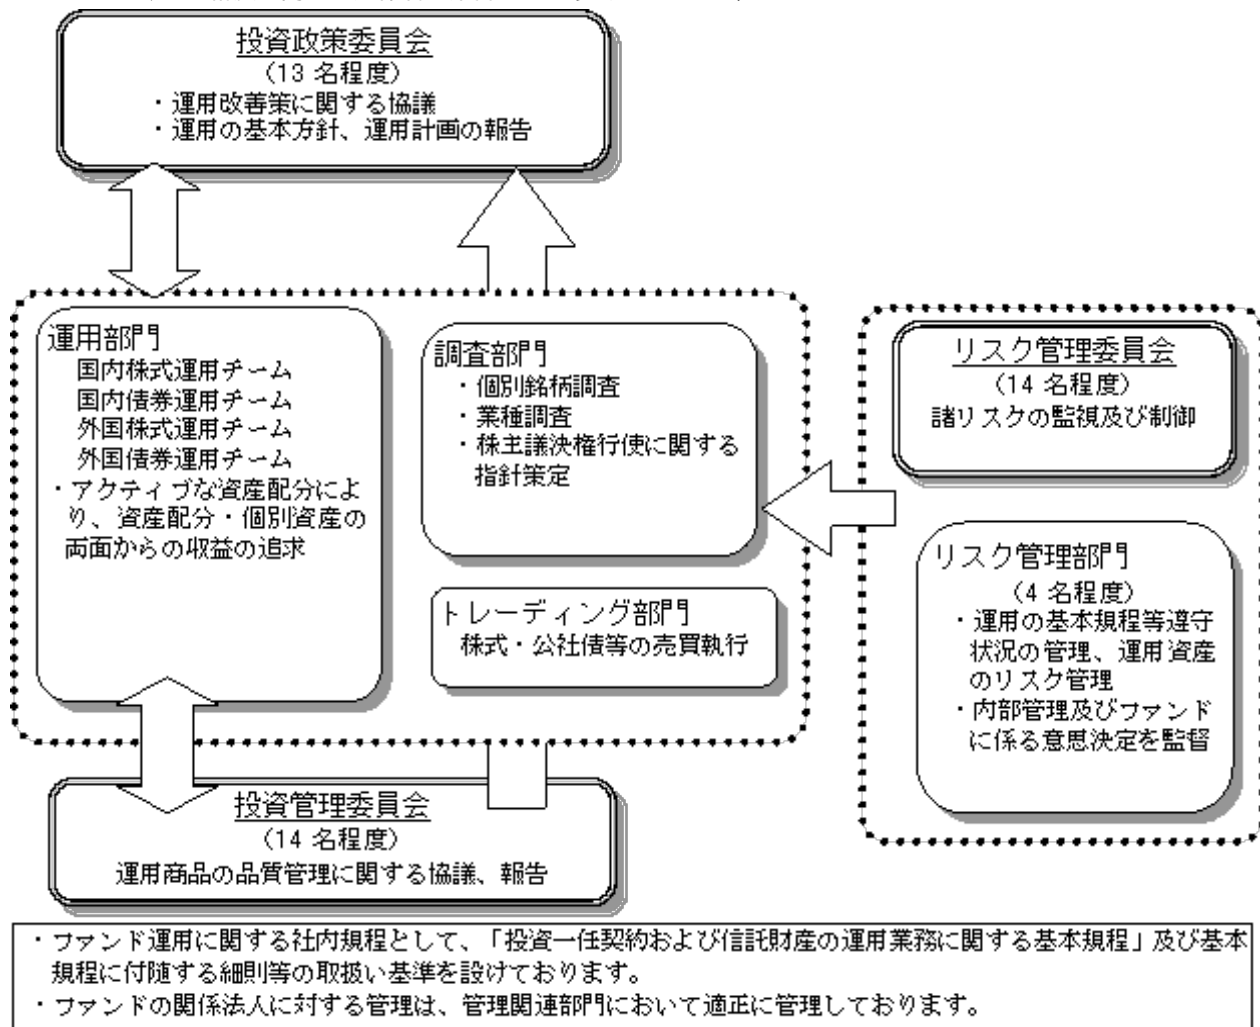 投資政策委員会
(13 名程度)
・運用改善策に関する協議
・運用の基本方針、運用計画の報告
運用部門
国内株式運用チーム
国内債券運用チーム
外国株式運用チーム
外国債券運用チーム
・アクティブな資産配分によ
り、資産配分・個別資産の
両面からの収益の追求
調査部門
・個別銘柄調査
・業種調査
・株主議決権行使に関する
指針策定
トレーディング部門
株式・公社債等の売買執行
リスク管理委員会
(14 名程度)
諸リスクの監視及び制御
リスク管理部門
(4 名程度)
・運用の基本規程等遵守
状況の管理、運用資産
のリスク管理
・内部管理及びファンド
に係る意思決定を監督
投資管理委員会
(14 名程度)
運用商品の品質管理に関する協議、報告
・ファンド運用に関する社内規程として、「投資一任契約および信託財産の運用業務に関する基本規程」及び基本
規程に付随する細則等の取扱い基準を設けております。
・ファンドの関係法人に対する管理は、管理関連部門において適正に管理しております。